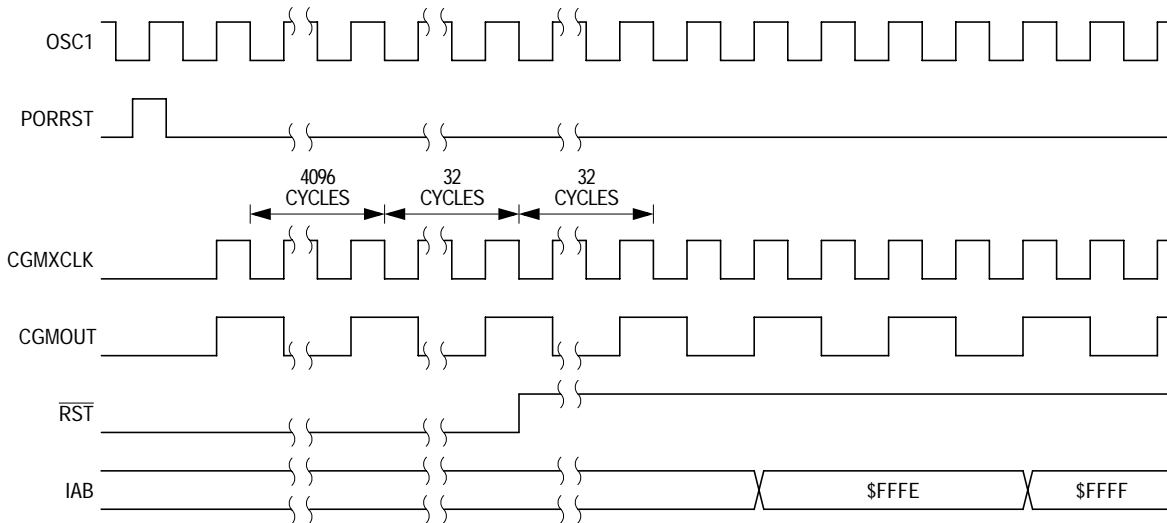 OSC1
PORRST
4096
CYCLES
32
CYCLES
32
CYCLES
CGMXCLK
CGMOUT
RST
IAB
$FFFE
$FFFF